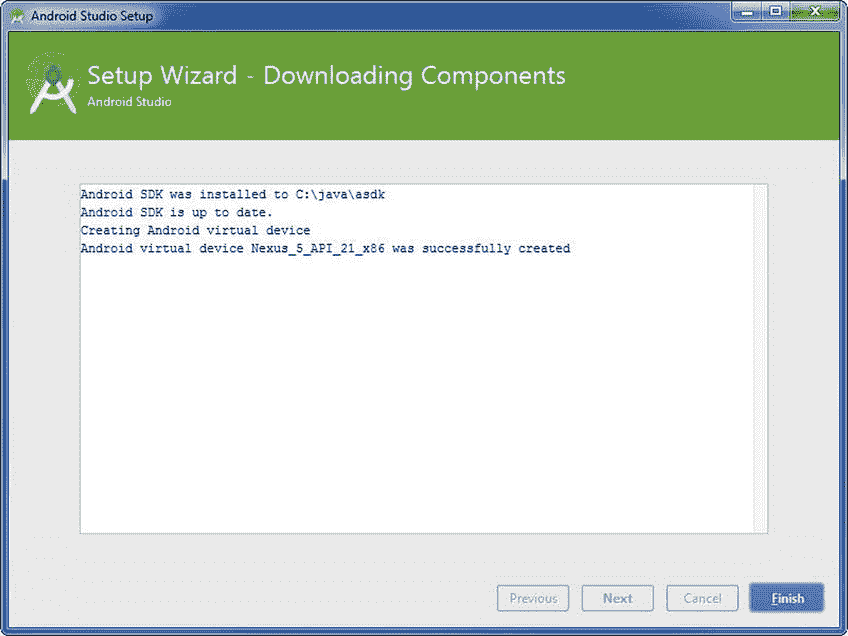 Android Studio Setup
Setup Wizard - Downloading Components
Android Studio
Android SDK was installed to C:\java\asdk
Android SDK is up to date.
Creating Android virtual device
Android virtual device Nexus_5_API_21_x86 was successfully created
Previous
Next
Cancel
Finish